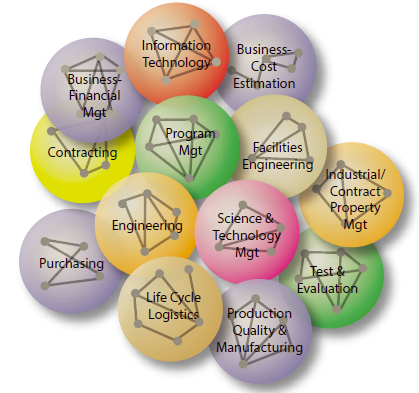 Information
Technology
Business-
Cost
Estimation
Business-
Financial
Mgt
Program
Mgt
Contracting
Facilities
Engineering
Industrial/
Contract
Property
Mgt
Engineering
Science &
Technology
Mgt
Purchasing
Test &
Evaluation
Life Cycle
Logistics
Production
Quality &
Manufacturing